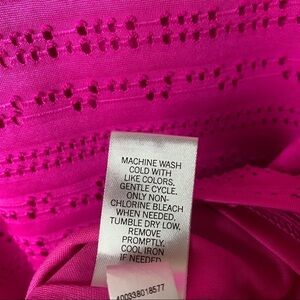 MACHINE WASH
COLD WITH
LIKE COLORS,
GENTLE CYCLE.
ONLY NON-
CHLORINE BLEACH
WHEN NEEDED.
TUMBLE DRY LOW.
REMOVE
PROMPTLY.
COOL IRON
IF NEEDED
400938018577